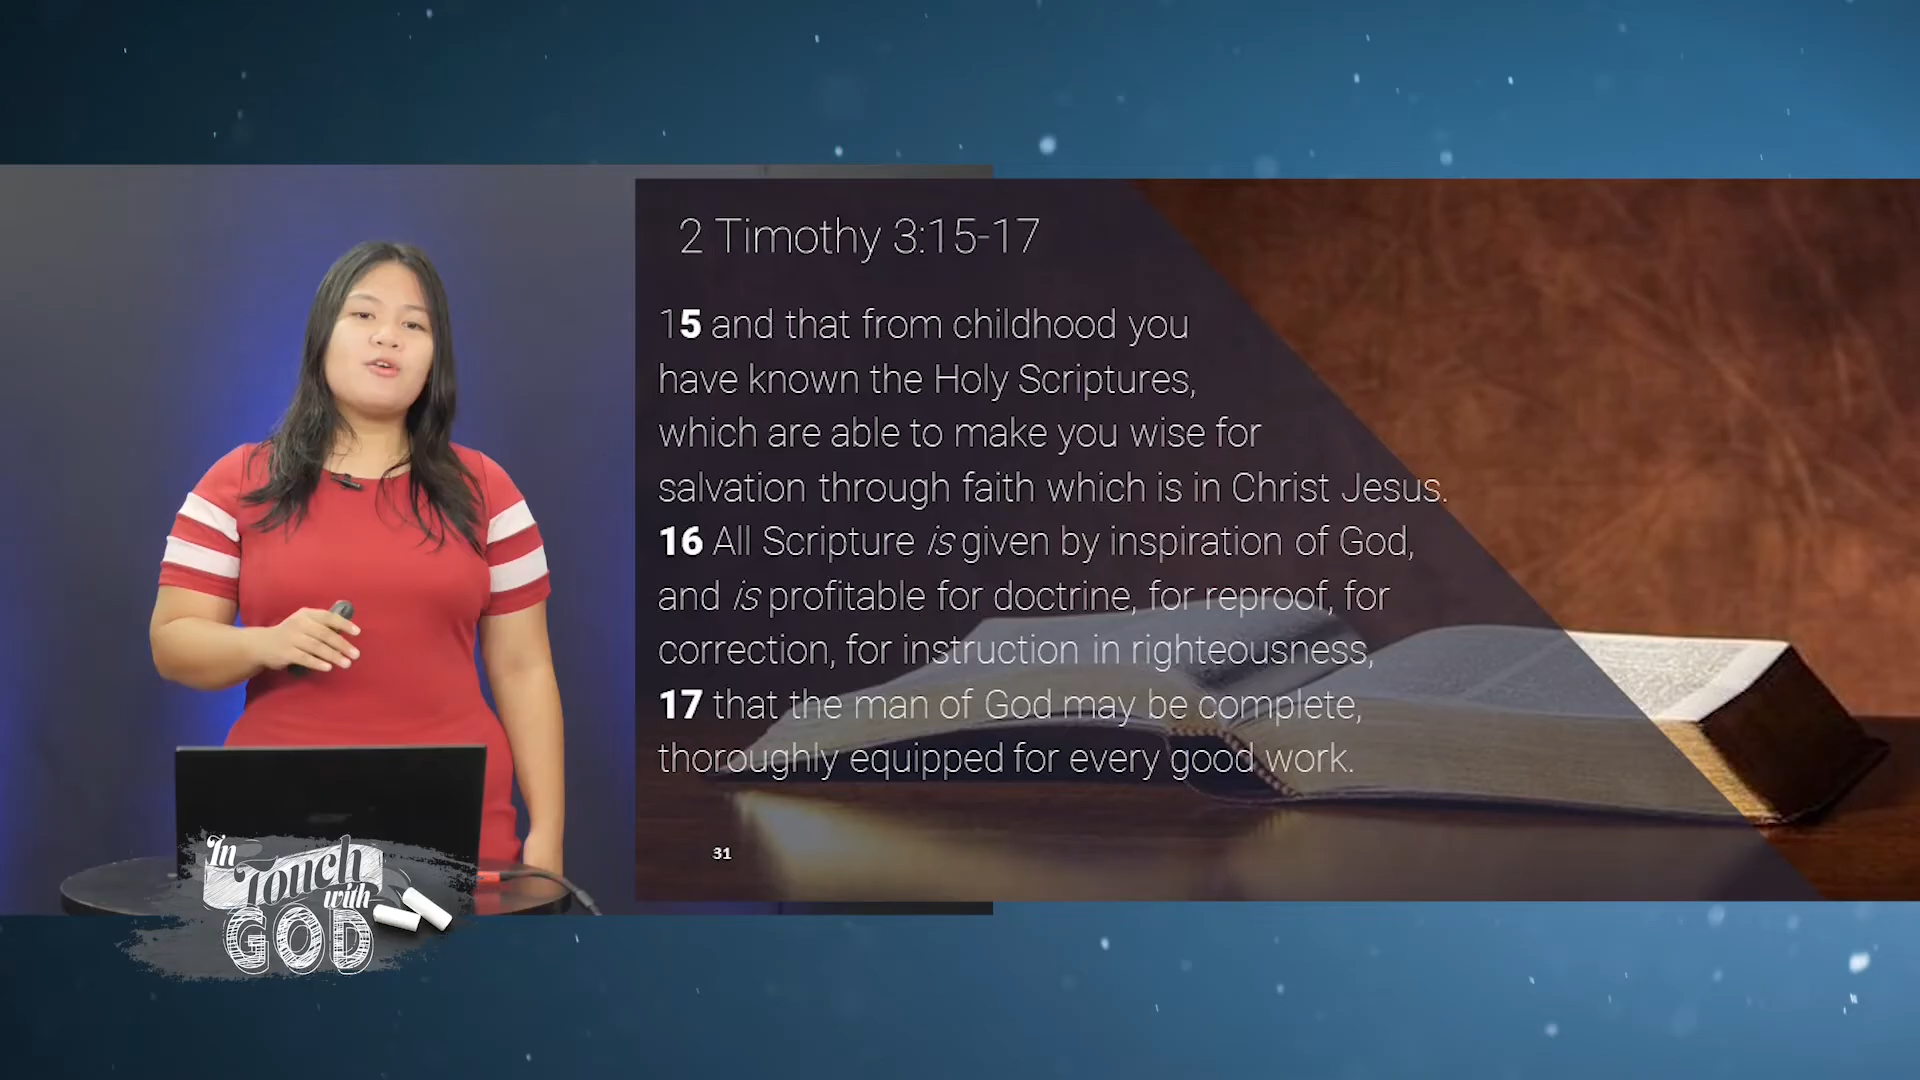 2 Timothy 3:15-17
15 and that from childhood you
have known the Holy Scriptures,
which are able to make you wise for
salvation through faith which is in Christ Jesus.
16 All Scripture is given by inspiration of God,
and is profitable for doctrine, for reproof, for
correction, for instruction in righteousness,
17 that the man of God may be complete,
thoroughly equipped for every good work.
31
In
Touch
with
GOD